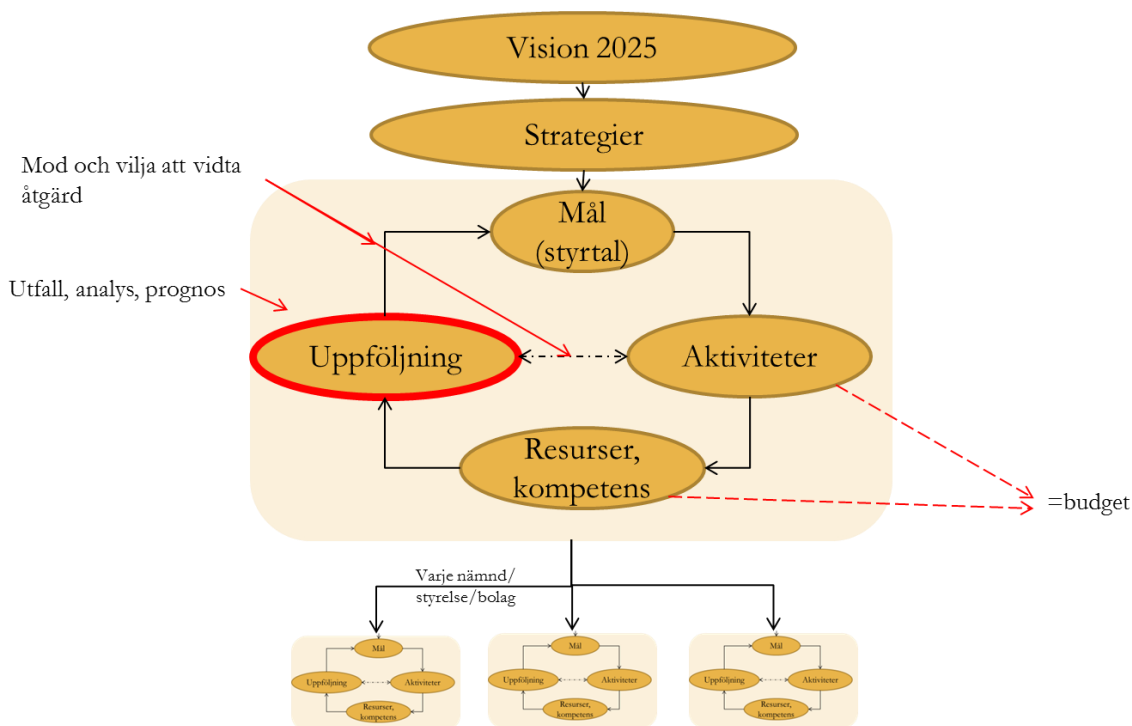 Vision 2025
Strategier
Mod och vilja att vidta
åtgärd
Mål
(styrtal)
Utfall, analys, prognos
Uppföljning
Aktiviteter
Resurser,
kompetens
=budget
Varje nämnd/
styrelse/bolag
Mål
Uppföljning
Aktiviteter
Resurser,
kompetens
Mål
Uppföljning
Aktiviteter
Resurser,
kompetens
Mål
Uppföljning
Aktiviteter
Resurser,
kompetens